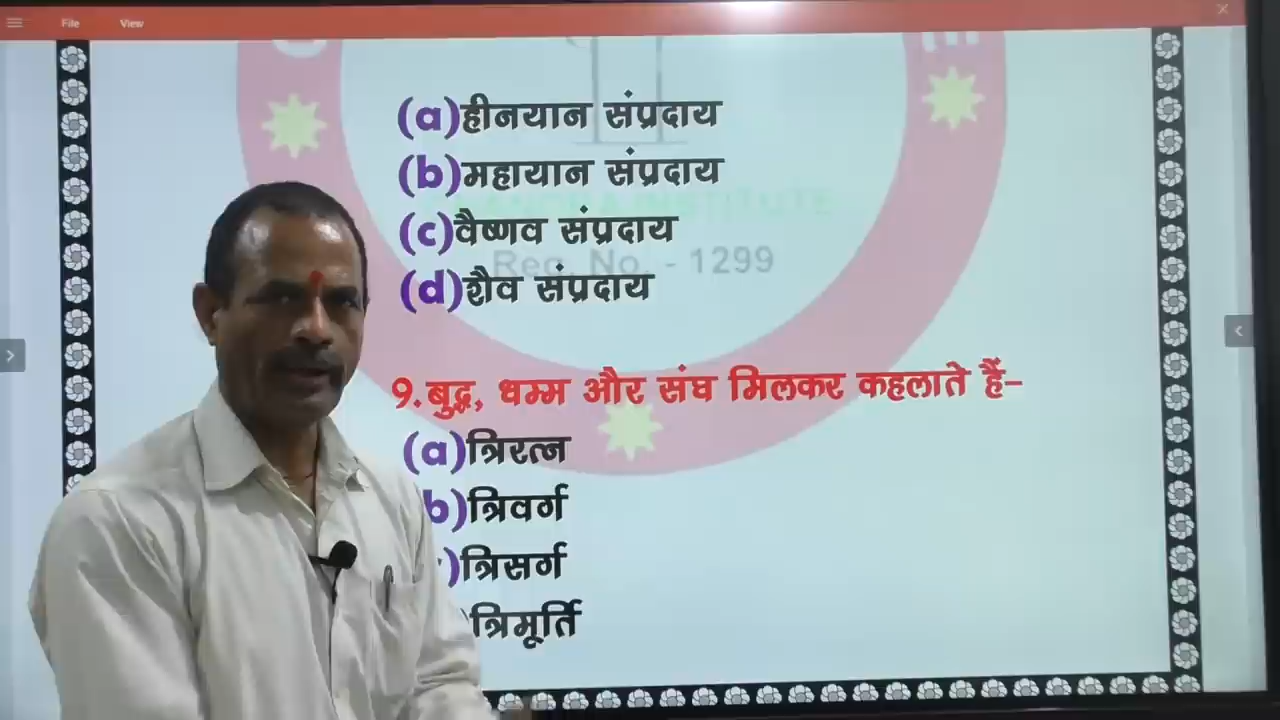 File View
(a)हीनयान संप्रदाय
(b)महायान संप्रदाय
INSTITUTE
(c)वैष्णव संप्रदाय
Reg. No. - 1299
(d)शैव संप्रदाय
9.बुद्ध, धम्म और संघ मिलकर कहलाते हैं-
(a)त्रिरत्न
b)त्रिवर्ग
)त्रिसर्ग
त्रिमूर्ति